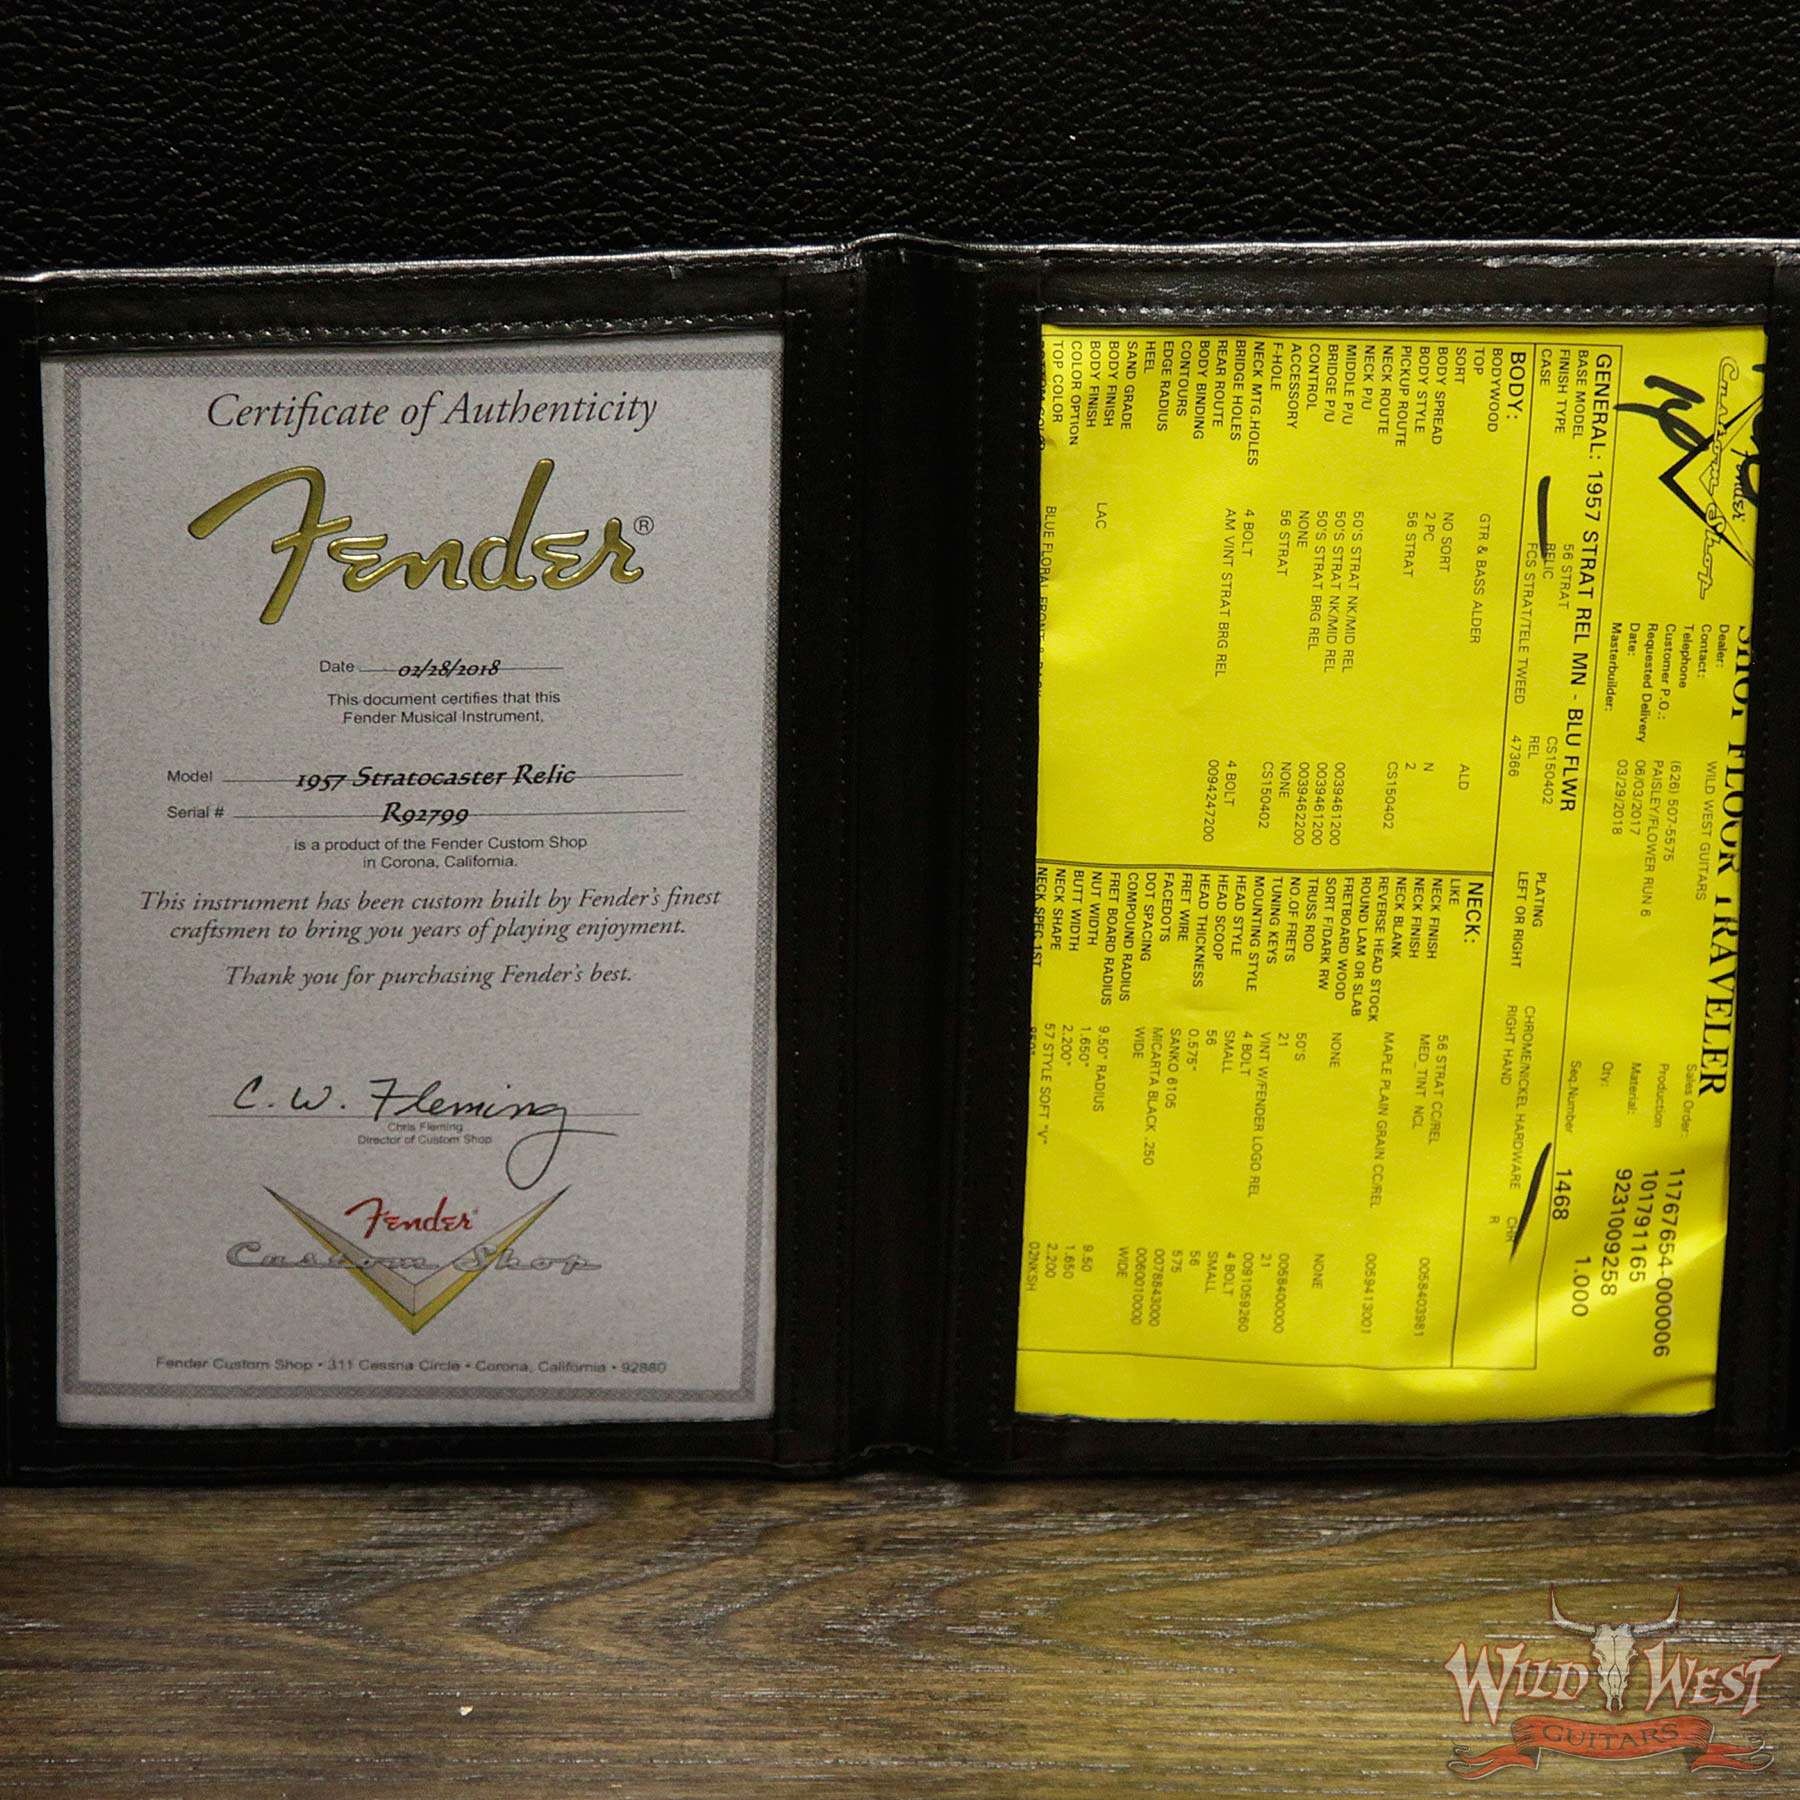 Certificate of Authenticity
Fender®
Date 02/28/2018
This document certifies that this
Fender Musical Instrument,
Model 1957 Stratocaster Relic
Serial # R92799
is a product of the Fender Custom Shop
in Corona, California.
This instrument has been custom built by Fender's finest
craftsmen to bring you years of playing enjoyment.
Thank you for purchasing Fender's best.
C. W. Fleming
Chris Fleming
Director of Custom Shop
Fender
Custom Shop
Fender Custom Shop • 311 Cessna Circle • Corona, California • 92880
SHOP FLOOR TRAVELER
Fender
Custom Shop
Dealer: WILD WEST GUITARS Sales Order: 11767654-000006
Contact:
Telephone (626) 507-5575 Production 101791165
Customer P.O.: PAISLEY/FLOWER RUN 6
Requested Delivery 06/03/2017 Material: 9231009258
Date: 03/29/2018 Qty: 1.000
Masterbuilder: Seq.Number 1468
GENERAL: 1957 STRAT REL MN - BLU FLWR
BASE MODEL 56 STRAT CS150402 PLATING CHROME/NICKEL HARDWARE CHR
FINISH TYPE RELIC REL LEFT OR RIGHT RIGHT HAND R
CASE FCS STRAT/TELE TWEED 47366
BODY:
BODYWOOD GTR & BASS ALDER ALD
TOP
SORT NO SORT N
BODY SPREAD 2 PC 2
BODY STYLE 56 STRAT CS150402
PICKUP ROUTE
NECK ROUTE
NECK P/U 50'S STRAT NK/MID REL 0039461200
MIDDLE P/U 50'S STRAT NK/MID REL 0039461200
BRIDGE P/U 50'S STRAT BRG REL 0039462200
CONTROL NONE NONE
ACCESSORY 56 STRAT CS150402
F-HOLE
NECK MTG.HOLES 4 BOLT 4 BOLT
BRIDGE HOLES AM VINT STRAT BRG REL 0094247200
REAR ROUTE
BODY BINDING
CONTOURS
EDGE RADIUS
HEEL
SAND GRADE
BODY FINISH LAC
BODY FINISH
COLOR OPTION
TOP COLOR BLUE FLORAL FRONT &
NECK:
LIKE
NECK FINISH 56 STRAT CC/REL 0058403981
NECK FINISH MED_TINT NCL
NECK BLANK
REVERSE HEAD STOCK MAPLE PLAIN GRAIN CC/REL 0059413001
ROUND LAM OR SLAB
FRETBOARD WOOD
SORT F/DARK RW NONE NONE
TRUSS ROD 50'S 0058400000
NO.OF FRETS 21 21
TUNING KEYS VINT W/FENDER LOGO REL 0091059260
MOUNTING STYLE 4 BOLT 4 BOLT
HEAD STYLE SMALL SMALL
HEAD SCOOP 56 56
HEAD THICKNESS 0.575" 575
FRET WIRE SANKO 6105 0078843000
FACEDOTS MICARTA BLACK .250 0060010000
DOT SPACING WIDE WIDE
COMPOUND RADIUS
FRET BOARD RADIUS 9.50" RADIUS 9.50
NUT WIDTH 1.650" 1.650
BUTT WIDTH 2.200" 2.200
NECK SHAPE 57 STYLE SOFT "V" 02NKSH
NECK SPEC 1ST
WILD WEST
GUITARS